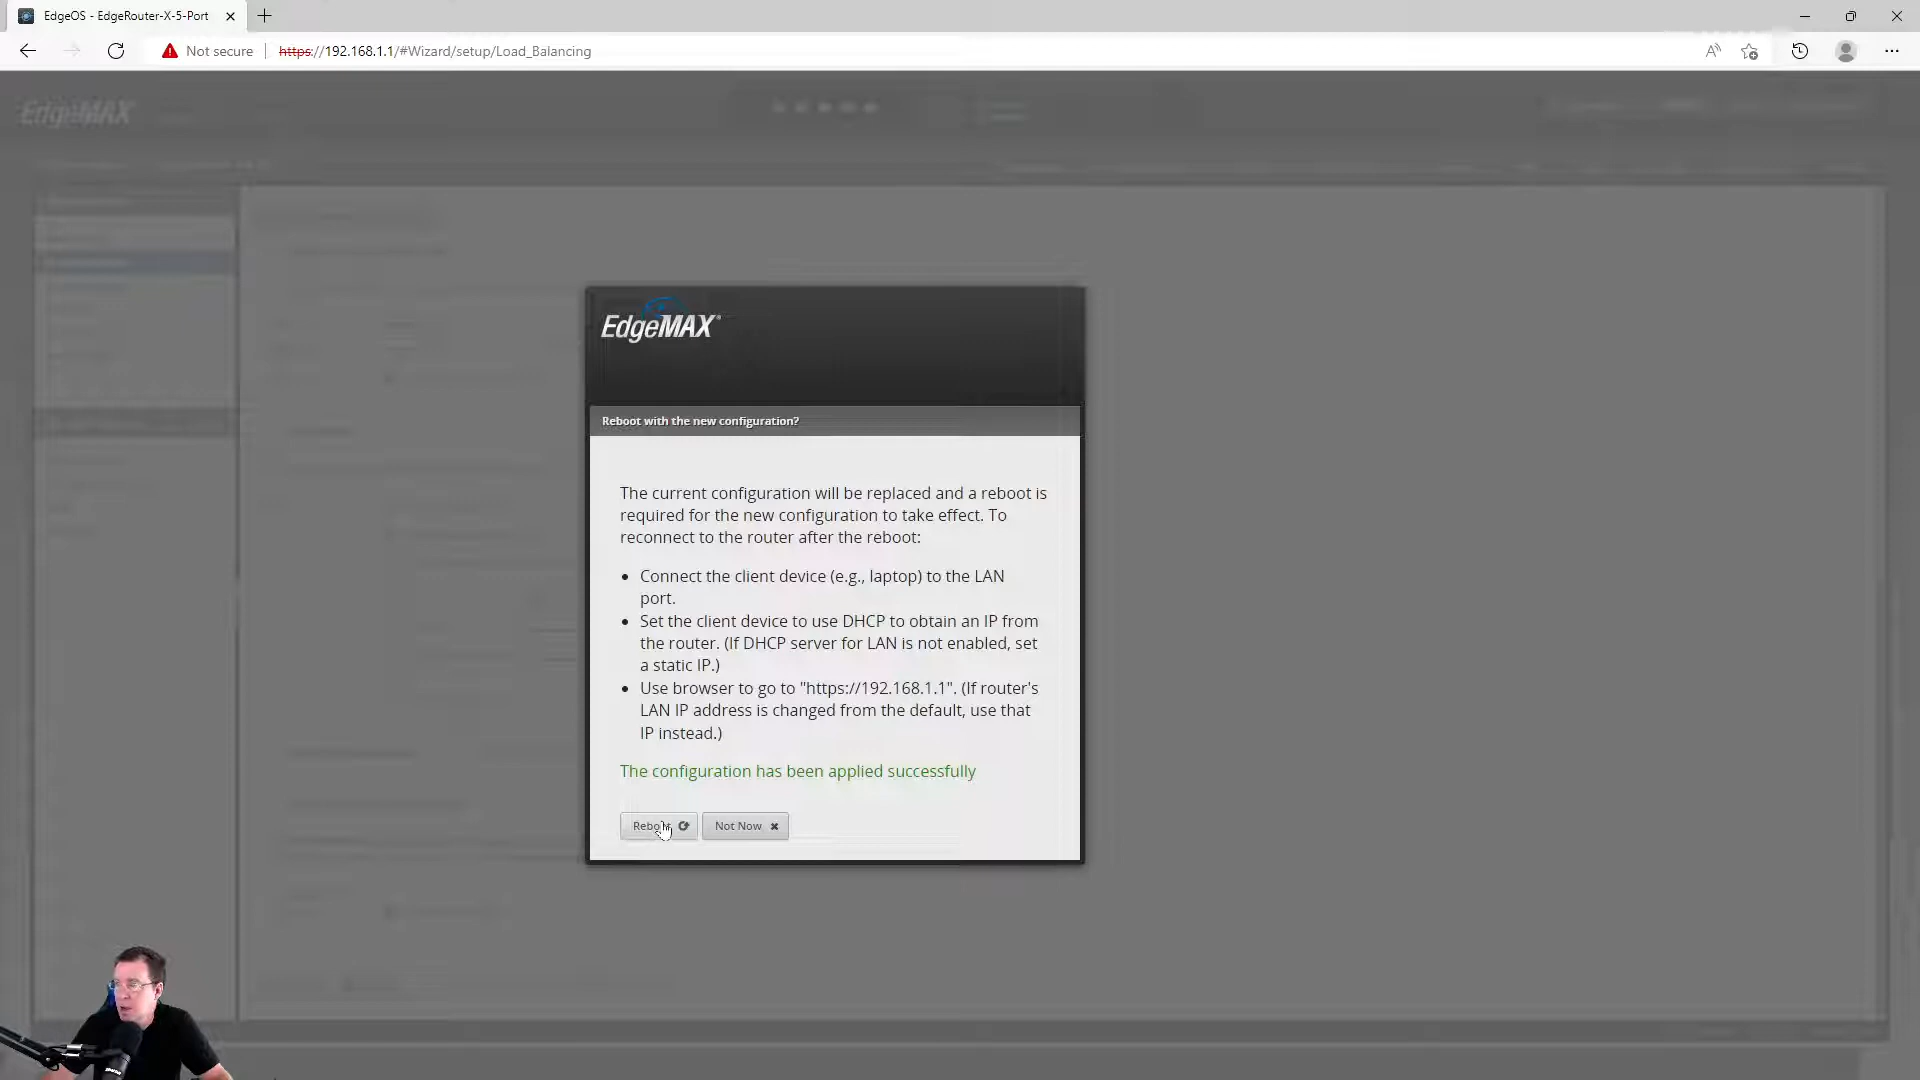 EdgeOS - EdgeRouter-X-5-Port
Not secure
https://192.168.1.1/#Wizard/setup/Load_Balancing
EdgeMAX
EdgeMAX
Reboot with the new configuration?
The current configuration will be replaced and a reboot is
required for the new configuration to take effect. To
reconnect to the router after the reboot:
• Connect the client device (e.g., laptop) to the LAN
port.
• Set the client device to use DHCP to obtain an IP from
the router. (If DHCP server for LAN is not enabled, set
a static IP.)
• Use browser to go to "https://192.168.1.1". (If router's
LAN IP address is changed from the default, use that
IP instead.)
The configuration has been applied successfully
Reboot
Not Now